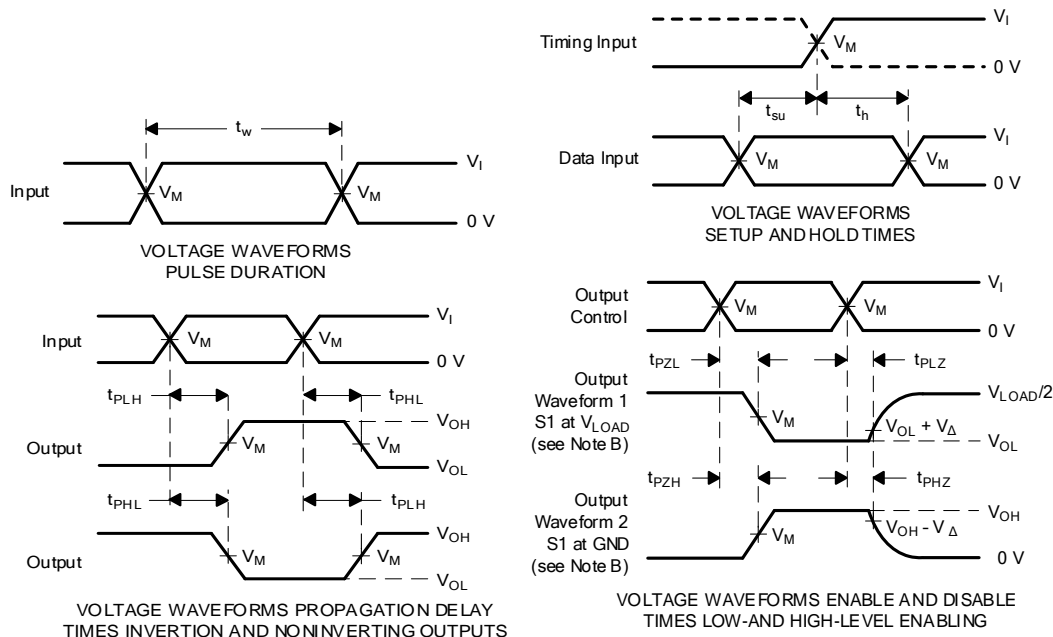 t_w
V_I
Input
V_M
V_M
0 V
VOLTAGE WAVEFORMS
PULSE DURATION
V_I
Timing Input
V_M
0 V
t_su
t_h
V_I
Data Input
V_M
V_M
0 V
VOLTAGE WAVEFORMS
SETUP AND HOLD TIMES
V_I
Input
V_M
V_M
0 V
t_PLH
t_PHL
V_OH
Output
V_M
V_M
V_OL
t_PHL
t_PLH
V_OH
Output
V_M
V_M
V_OL
VOLTAGE WAVEFORMS PROPAGATION DELAY
TIMES INVERTION AND NONINVERTING OUTPUTS
V_I
Output
Control
V_M
V_M
0 V
t_PZL
t_PLZ
Output
Waveform 1
S1 at V_LOAD
(see Note B)
V_LOAD/2
V_M
V_OL + V_Δ
V_OL
t_PZH
t_PHZ
Output
Waveform 2
S1 at GND
(see Note B)
V_OH
V_M
V_OH - V_Δ
0 V
VOLTAGE WAVEFORMS ENABLE AND DISABLE
TIMES LOW-AND HIGH-LEVEL ENABLING